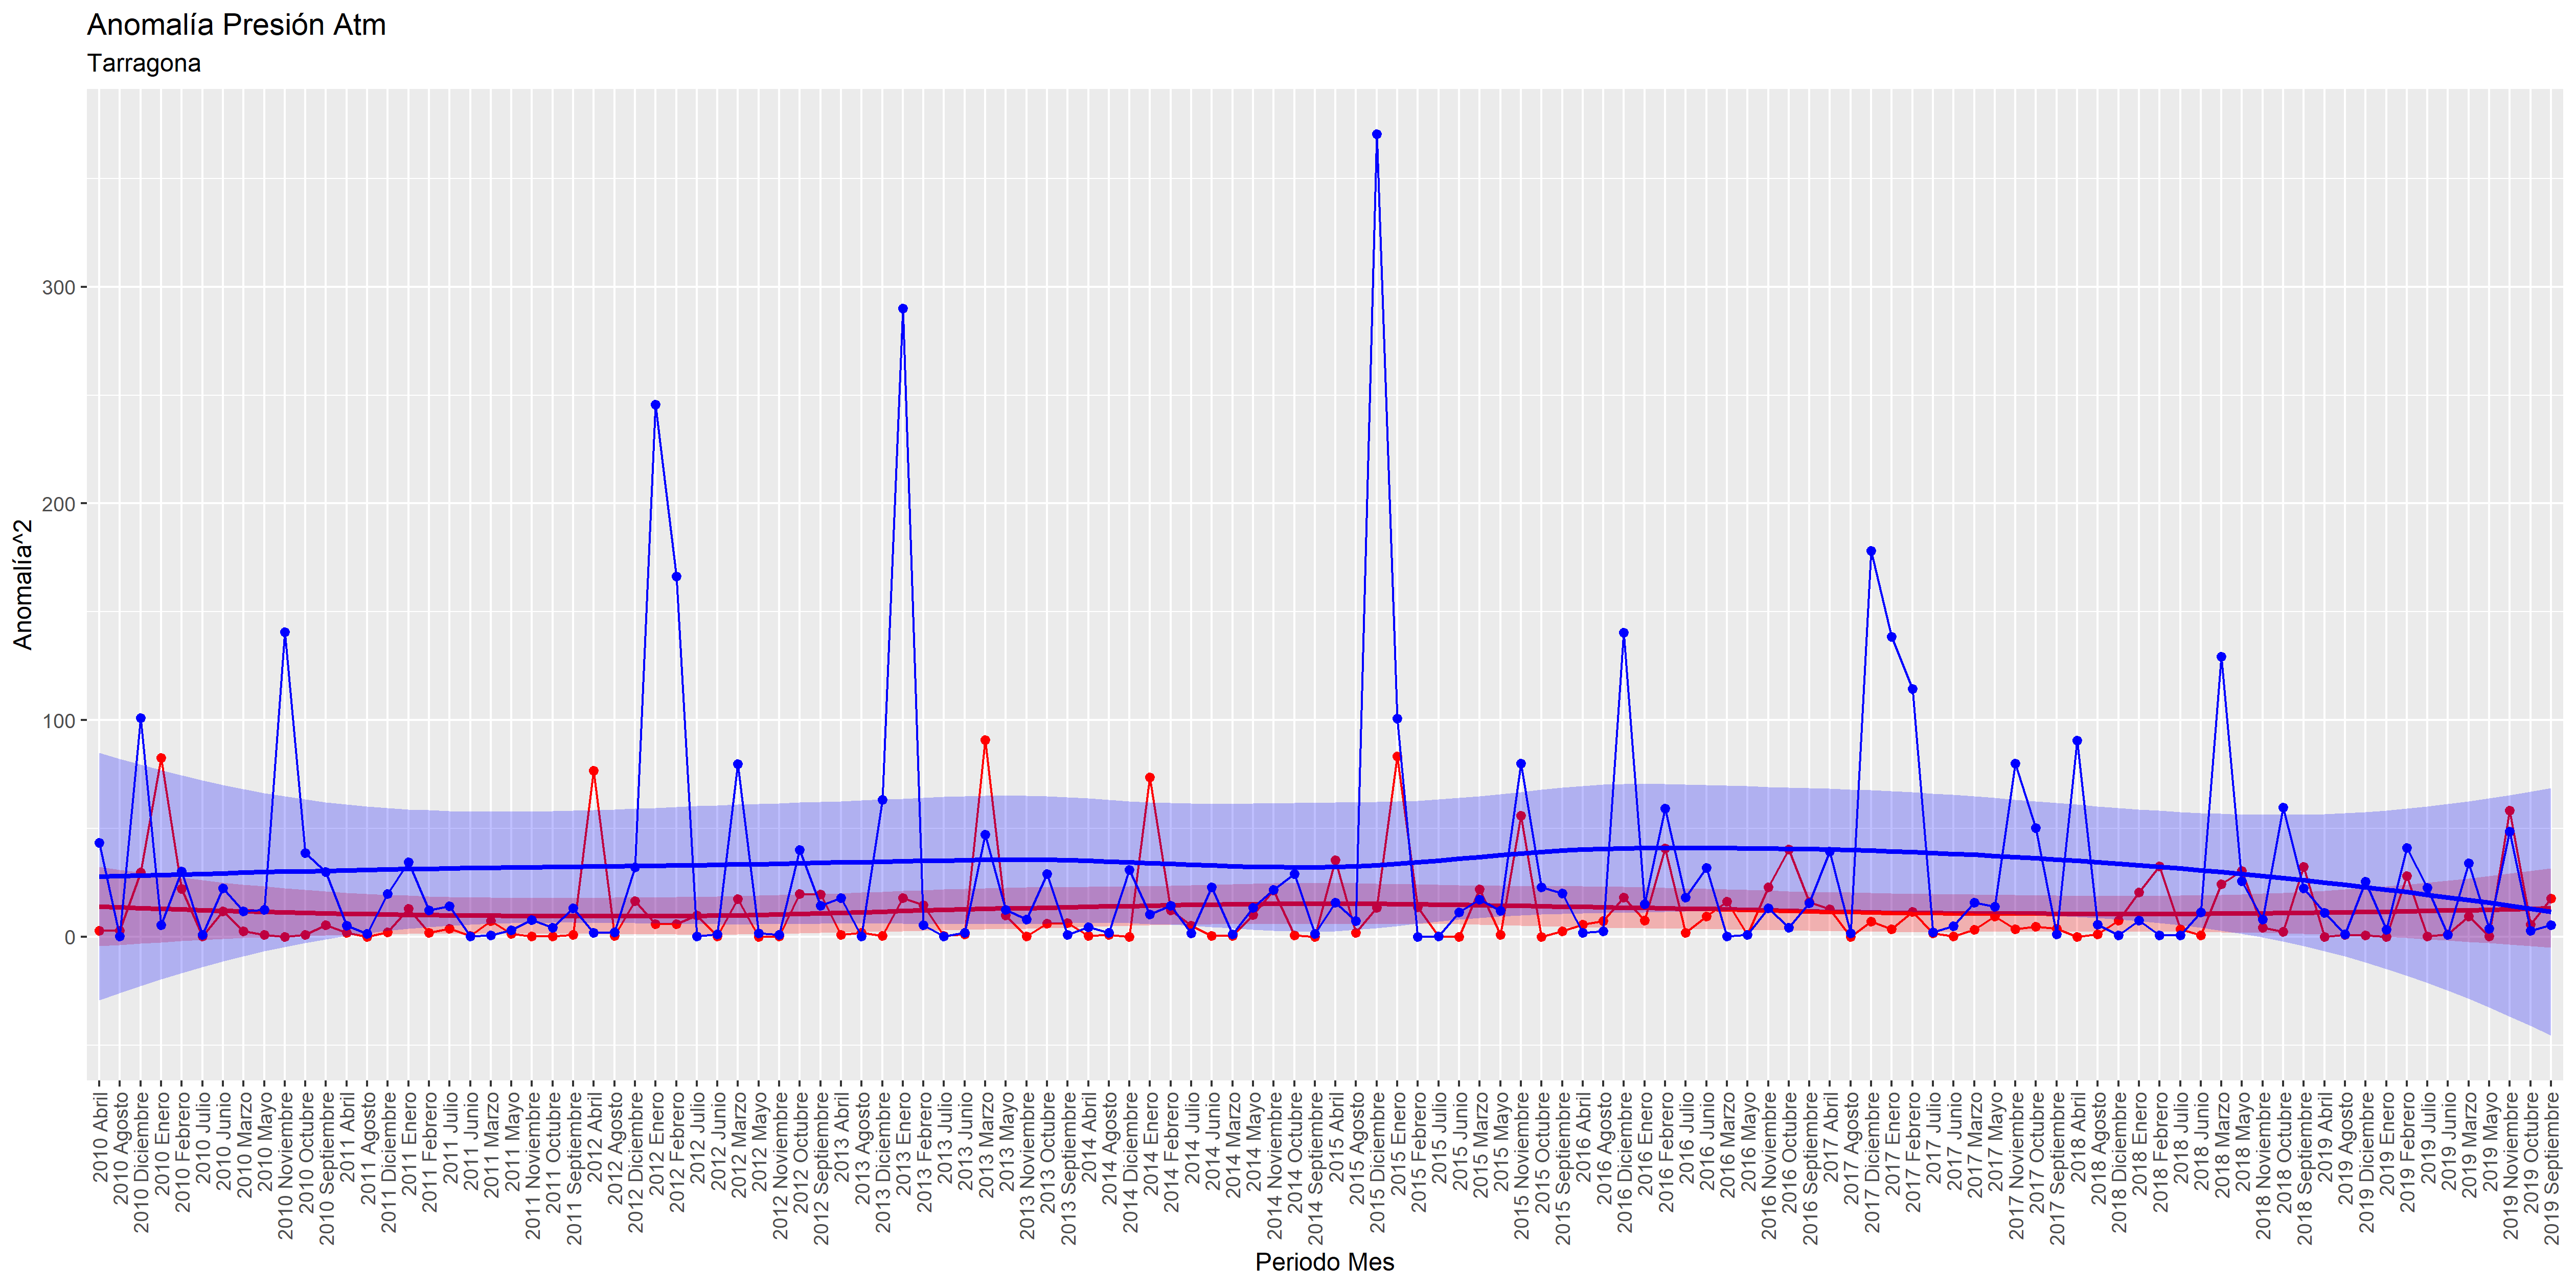 Anomalía Presión Atm
Tarragona
Anomalía^2
300
200
100
0
2010 Abril
2010 Agosto
2010 Diciembre
2010 Enero
2010 Febrero
2010 Julio
2010 Junio
2010 Marzo
2010 Mayo
2010 Noviembre
2010 Octubre
2010 Septiembre
2011 Abril
2011 Agosto
2011 Diciembre
2011 Enero
2011 Febrero
2011 Julio
2011 Junio
2011 Marzo
2011 Mayo
2011 Noviembre
2011 Octubre
2011 Septiembre
2012 Abril
2012 Agosto
2012 Diciembre
2012 Enero
2012 Febrero
2012 Julio
2012 Junio
2012 Marzo
2012 Mayo
2012 Noviembre
2012 Octubre
2012 Septiembre
2013 Abril
2013 Agosto
2013 Diciembre
2013 Enero
2013 Febrero
2013 Julio
2013 Junio
2013 Marzo
2013 Mayo
2013 Noviembre
2013 Octubre
2013 Septiembre
2014 Abril
2014 Agosto
2014 Diciembre
2014 Enero
2014 Febrero
2014 Julio
2014 Junio
2014 Marzo
2014 Mayo
2014 Noviembre
2014 Octubre
2014 Septiembre
2015 Abril
2015 Agosto
2015 Diciembre
2015 Enero
2015 Febrero
2015 Julio
2015 Junio
2015 Marzo
2015 Mayo
2015 Noviembre
2015 Octubre
2015 Septiembre
2016 Abril
2016 Agosto
2016 Diciembre
2016 Enero
2016 Febrero
2016 Julio
2016 Junio
2016 Marzo
2016 Mayo
2016 Noviembre
2016 Octubre
2016 Septiembre
2017 Abril
2017 Agosto
2017 Diciembre
2017 Enero
2017 Febrero
2017 Julio
2017 Junio
2017 Marzo
2017 Mayo
2017 Noviembre
2017 Octubre
2017 Septiembre
2018 Abril
2018 Agosto
2018 Diciembre
2018 Enero
2018 Febrero
2018 Julio
2018 Junio
2018 Marzo
2018 Mayo
2018 Noviembre
2018 Octubre
2018 Septiembre
2019 Abril
2019 Agosto
2019 Diciembre
2019 Enero
2019 Febrero
2019 Julio
2019 Junio
2019 Marzo
2019 Mayo
2019 Noviembre
2019 Octubre
2019 Septiembre
Periodo Mes